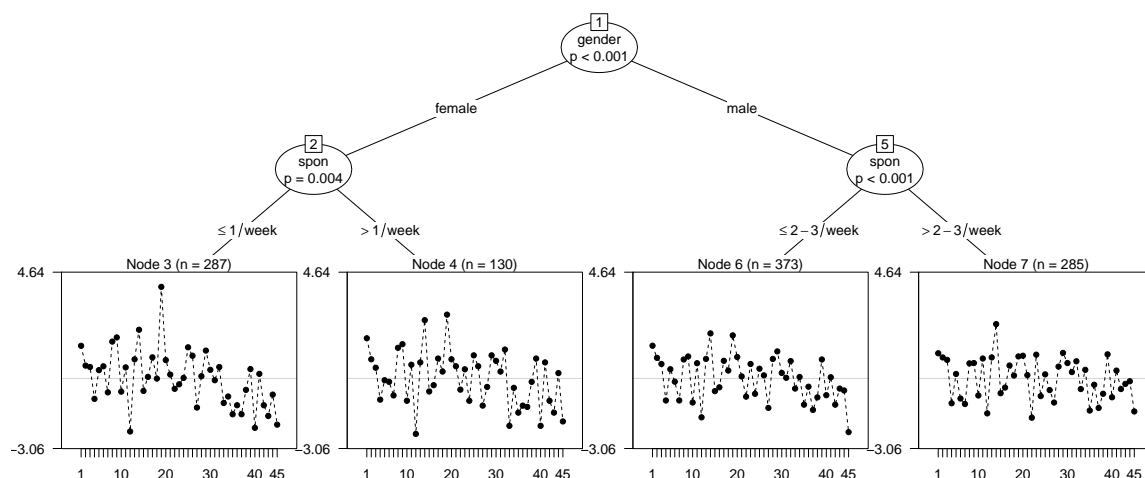 1
gender
p < 0.001
female
male
2
spon
p = 0.004
5
spon
p < 0.001
≤ 1/week
> 1/week
≤ 2−3/week
> 2−3/week
Node 3 (n = 287)
4.64
−3.06
1 10 20 30 40 45
Node 4 (n = 130)
4.64
−3.06
1 10 20 30 40 45
Node 6 (n = 373)
4.64
−3.06
1 10 20 30 40 45
Node 7 (n = 285)
4.64
−3.06
1 10 20 30 40 45